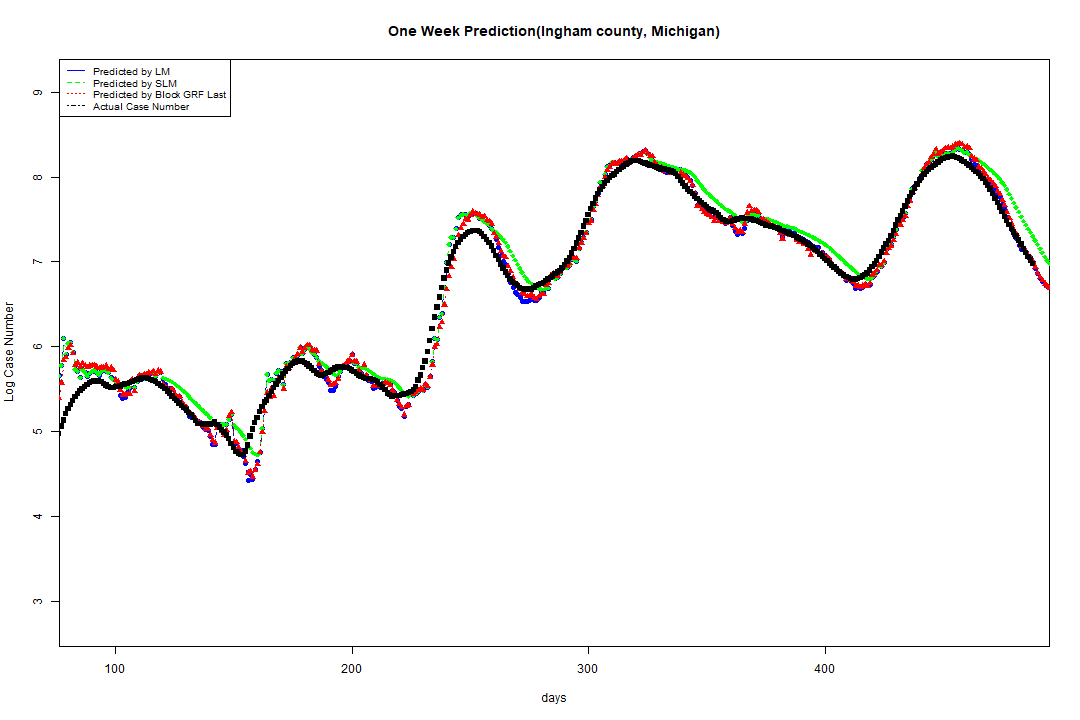 One Week Prediction(Ingham county, Michigan)
Predicted by LM
Predicted by SLM
Predicted by Block GRF Last
Actual Case Number
9
8
7
6
5
4
3
Log Case Number
100 200 300 400
days